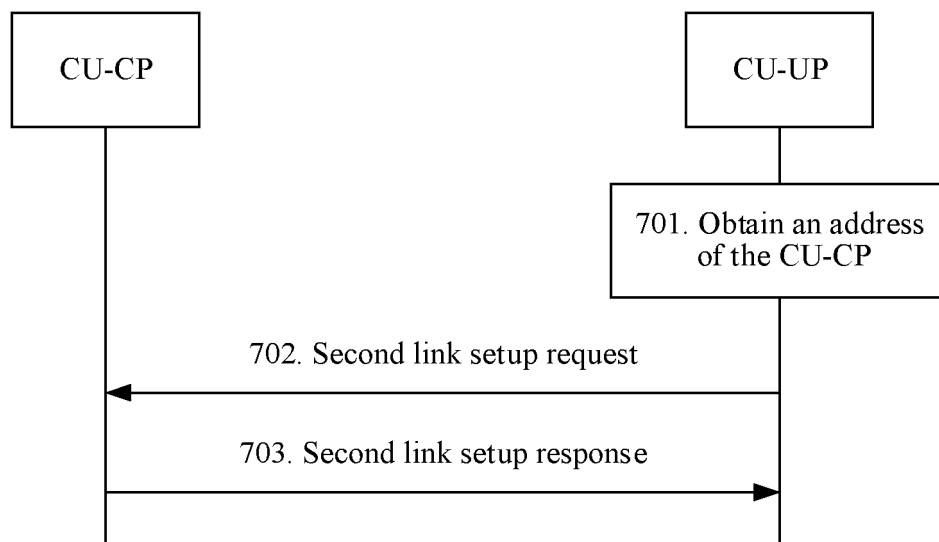 CU-CP
CU-UP
701. Obtain an address
of the CU-CP
702. Second link setup request
703. Second link setup response